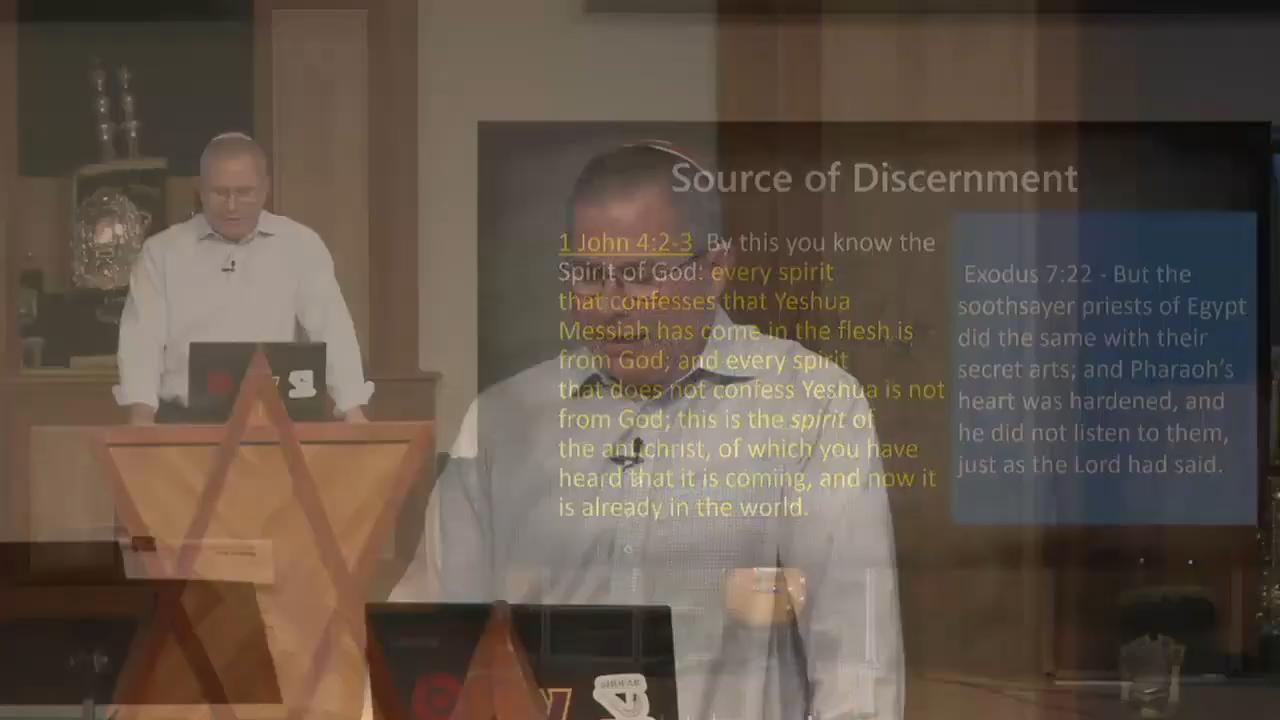 Source of Discernment
1 John 4:2-3 By this you know the
Spirit of God: every spirit
that confesses that Yeshua
Messiah has come in the flesh is
from God; and every spirit
that does not confess Yeshua is not
from God; this is the spirit of
the antichrist, of which you have
heard that it is coming, and now it
is already in the world.
Exodus 7:22 - But the
soothsayer priests of Egypt
did the same with their
secret arts; and Pharaoh's
heart was hardened, and
he did not listen to them,
just as the Lord had said.